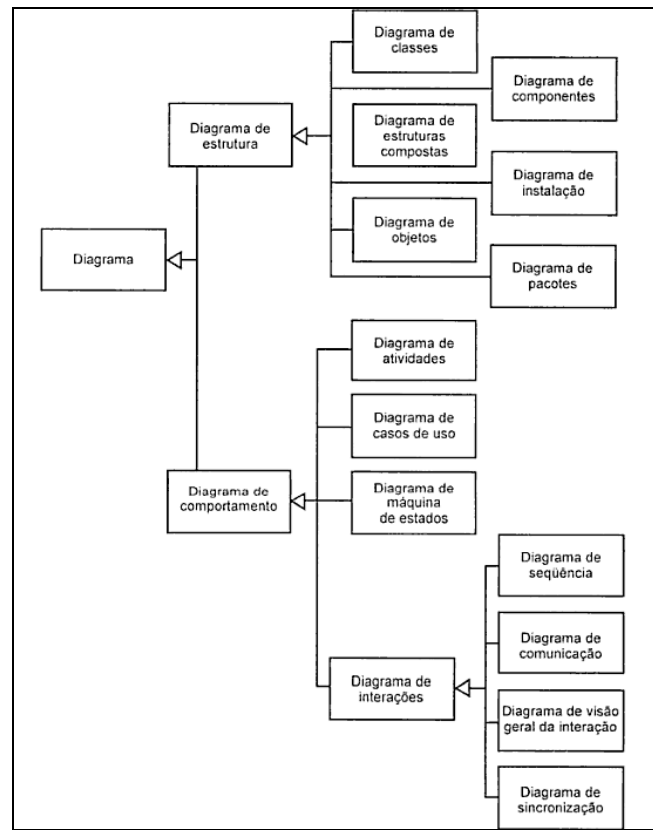 Diagrama de
classes
Diagrama de
componentes
Diagrama de
estrutura
Diagrama de
estruturas
compostas
Diagrama de
instalação
Diagrama de
objetos
Diagrama
Diagrama de
pacotes
Diagrama de
atividades
Diagrama de
casos de uso
Diagrama de
comportamento
Diagrama de
máquina
de estados
Diagrama de
seqüência
Diagrama de
comunicação
Diagrama de
interações
Diagrama de visão
geral da interação
Diagrama de
sincronização